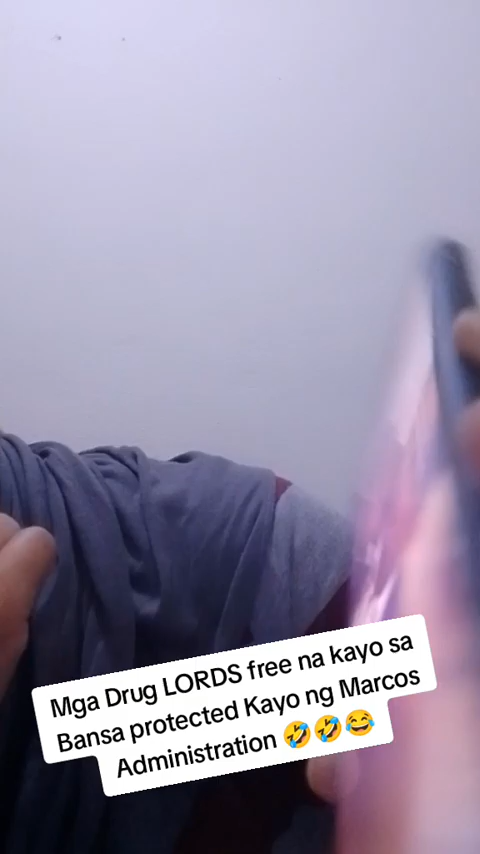 Mga Drug LORDS free na kayo sa
Bansa protected Kayo ng Marcos
Administration 🤣🤣😂